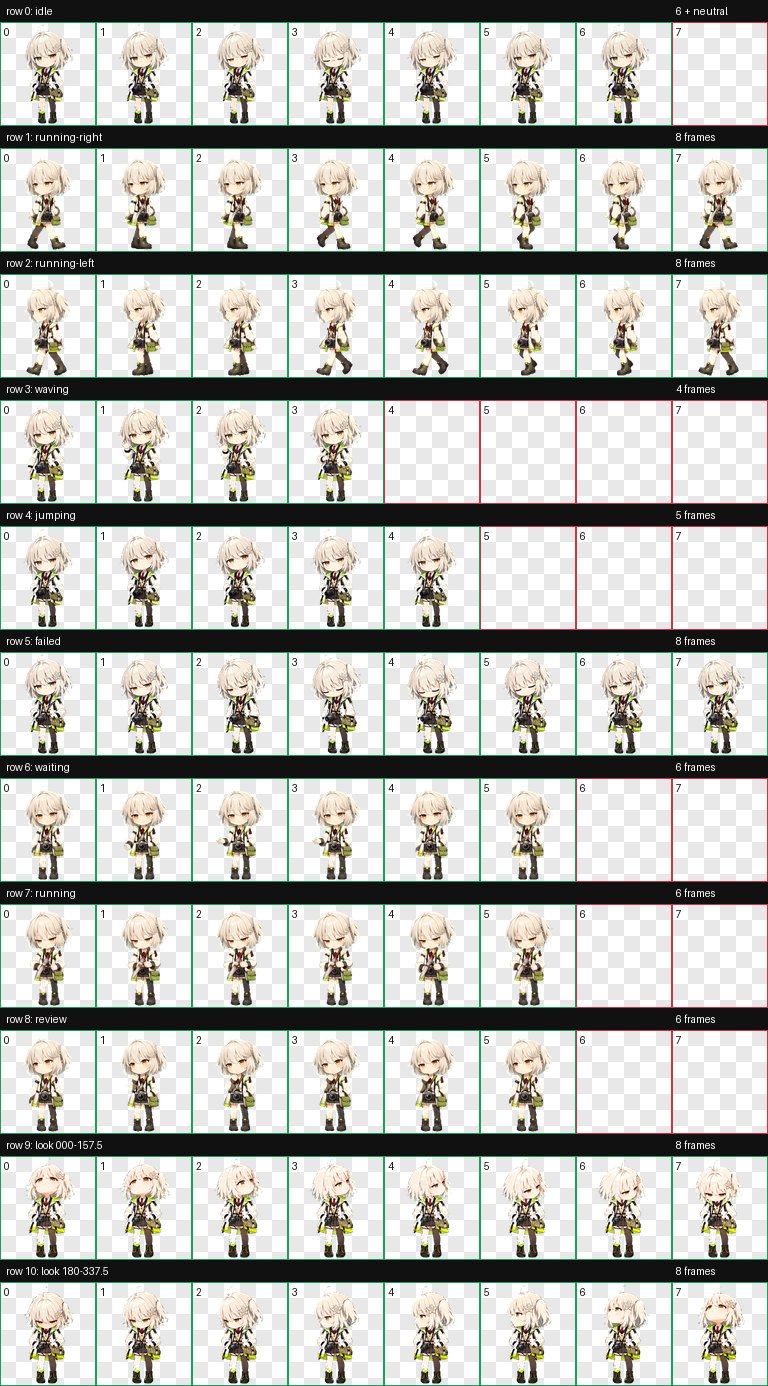 row 0: idle 6 + neutral
0 1 2 3 4 5 6 7
row 1: running-right 8 frames
0 1 2 3 4 5 6 7
row 2: running-left 8 frames
0 1 2 3 4 5 6 7
row 3: waving 4 frames
0 1 2 3 4 5 6 7
row 4: jumping 5 frames
0 1 2 3 4 5 6 7
row 5: failed 8 frames
0 1 2 3 4 5 6 7
row 6: waiting 6 frames
0 1 2 3 4 5 6 7
row 7: running 6 frames
0 1 2 3 4 5 6 7
row 8: review 6 frames
0 1 2 3 4 5 6 7
row 9: look 000-157.5 8 frames
0 1 2 3 4 5 6 7
row 10: look 180-337.5 8 frames
0 1 2 3 4 5 6 7